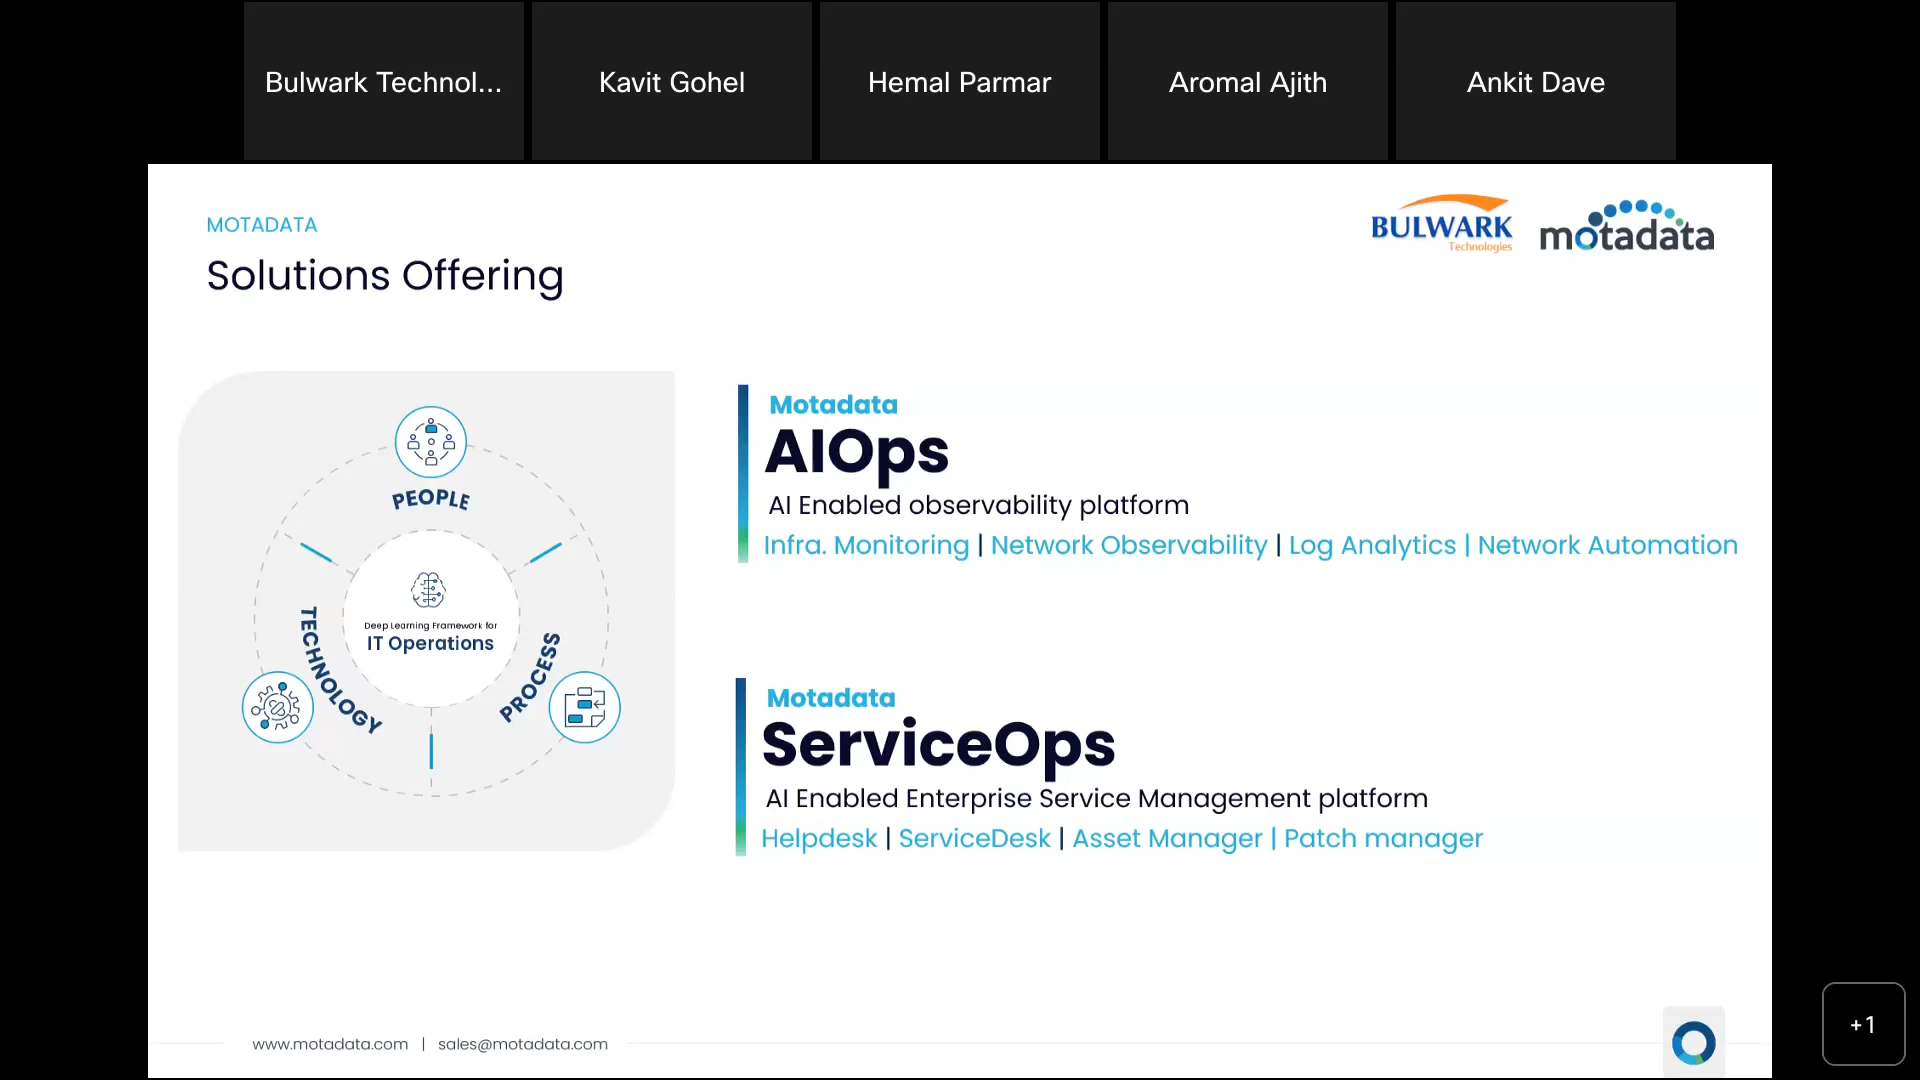 Bulwark Technol...
Kavit Gohel
Hemal Parmar
Aromal Ajith
Ankit Dave
MOTADATA
Solutions Offering
BULWARK
Technologies
motadata
PEOPLE
TECHNOLOGY
PROCESS
Deep Learning Framework for
IT Operations
Motadata
AIOps
AI Enabled observability platform
Infra. Monitoring | Network Observability | Log Analytics | Network Automation
Motadata
ServiceOps
AI Enabled Enterprise Service Management platform
Helpdesk | ServiceDesk | Asset Manager | Patch manager
www.motadata.com | sales@motadata.com
+1